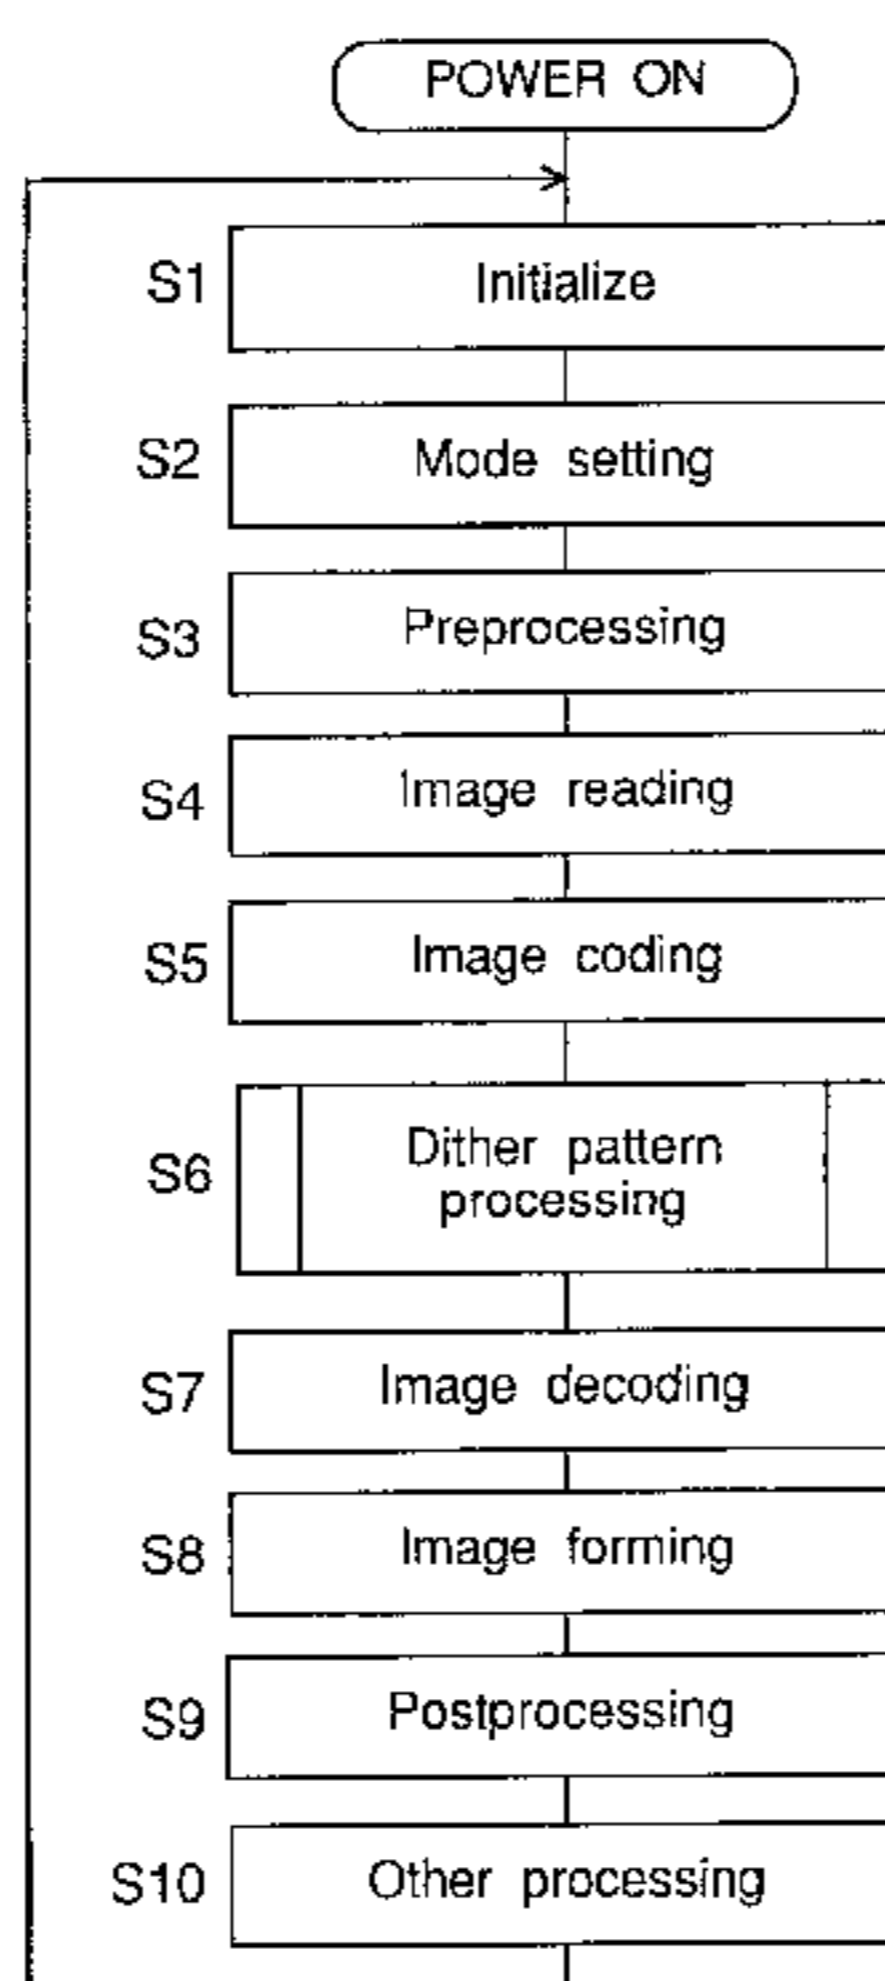 POWER ON
S1 Initialize
S2 Mode setting
S3 Preprocessing
S4 Image reading
S5 Image coding
S6 Dither pattern
processing
S7 Image decoding
S8 Image forming
S9 Postprocessing
S10 Other processing